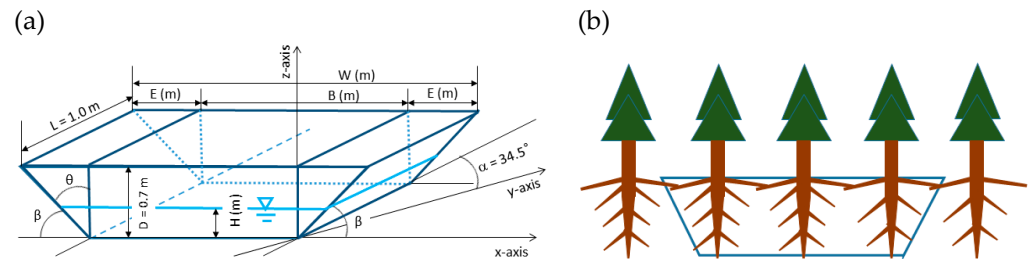 (a)
(b)
z-axis
W (m)
E (m)
B (m)
E (m)
L = 1.0 m
α = 34.5°
θ
D = 0.7 m
y-axis
β
H (m)
β
x-axis